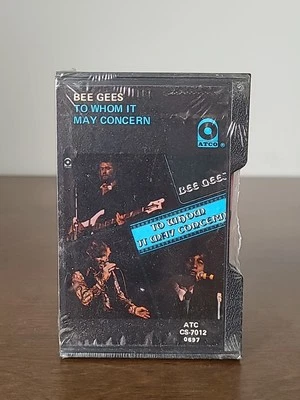 BEE GEES
TO WHOM IT
MAY CONCERN
ATCO
®
BEE GEES
TO WHOM
IT MAY CONCERN
ATC
CS-7012
0697